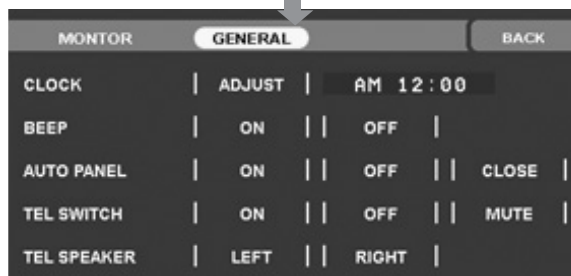 MONTOR GENERAL BACK
CLOCK ADJUST AM 12:00
BEEP ON OFF
AUTO PANEL ON OFF CLOSE
TEL SWITCH ON OFF MUTE
TEL SPEAKER LEFT RIGHT